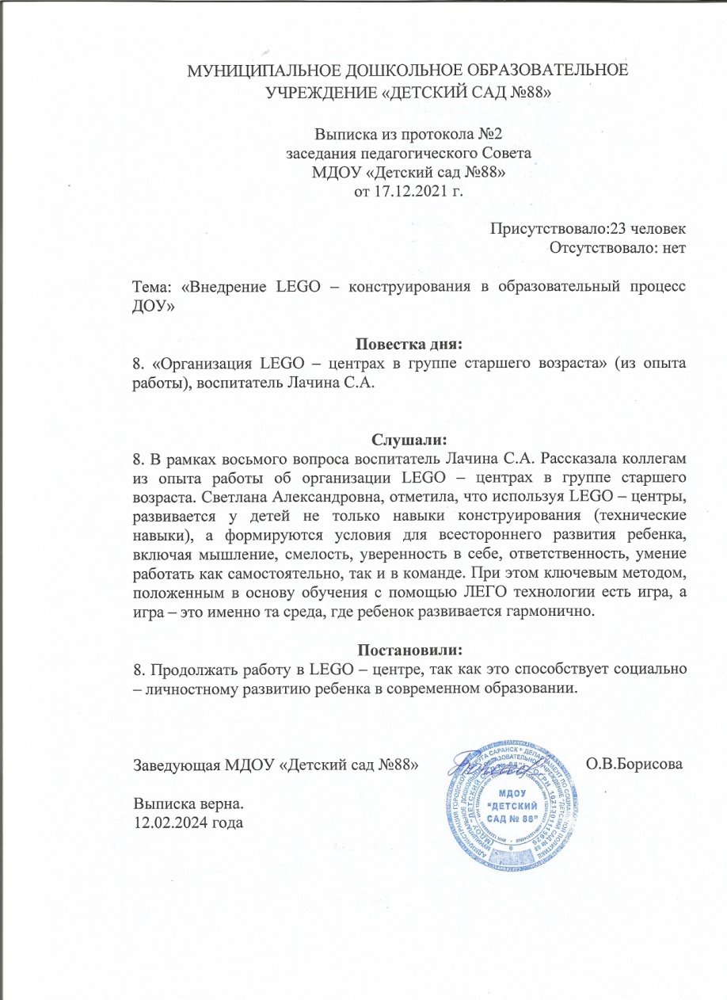 МУНИЦИПАЛЬНОЕ ДОШКОЛЬНОЕ ОБРАЗОВАТЕЛЬНОЕ
УЧРЕЖДЕНИЕ «ДЕТСКИЙ САД №88»
Выписка из протокола №2
заседания педагогического Совета
МДОУ «Детский сад №88»
от 17.12.2021 г.
Присутствовало:23 человек
Отсутствовало: нет
Тема: «Внедрение LEGO – конструирования в образовательный процесс
ДОУ»
Повестка дня:
8. «Организация LEGO – центрах в группе старшего возраста» (из опыта
работы), воспитатель Лачина С.А.
Слушали:
8. В рамках восьмого вопроса воспитатель Лачина С.А. Рассказала коллегам
из опыта работы об организации LEGO – центрах в группе старшего
возраста. Светлана Александровна, отметила, что используя LEGO – центры,
развивается у детей не только навыки конструирования (технические
навыки), а формируются условия для всестороннего развития ребенка,
включая мышление, смелость, уверенность в себе, ответственность, умение
работать как самостоятельно, так и в команде. При этом ключевым методом,
положенным в основу обучения с помощью ЛЕГО технологии есть игра, а
игра – это именно та среда, где ребенок развивается гармонично.
Постановили:
8. Продолжать работу в LEGO – центре, так как это способствует социально
– личностному развитию ребенка в современном образовании.
Заведующая МДОУ «Детский сад №88»
О.В.Борисова
МДОУ
"ДЕТСКИЙ
САД № 88"
Выписка верна.
12.02.2024 года